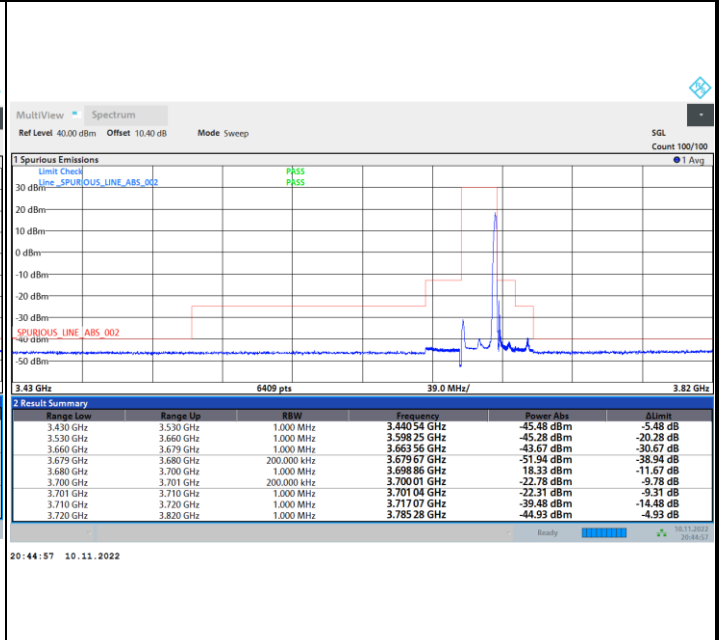 MultiView Spectrum
Ref Level 40.00 dBm Offset 10.40 dB Mode Sweep SGL
Count 100/100
1 Spurious Emissions 1 Avg
Limit Check PASS
Line _SPURIOUS_LINE_ABS_002 PASS
30 dBm
20 dBm
10 dBm
0 dBm
-10 dBm
-20 dBm
-30 dBm
SPURIOUS_LINE_ABS_002
-40 dBm
-50 dBm
3.43 GHz 6409 pts 39.0 MHz/ 3.82 GHz
2 Result Summary
Range Low Range Up RBW Frequency Power Abs ΔLimit
3.430 GHz 3.530 GHz 1.000 MHz 3.440 54 GHz -45.48 dBm -5.48 dB
3.530 GHz 3.660 GHz 1.000 MHz 3.598 25 GHz -45.28 dBm -20.28 dB
3.660 GHz 3.679 GHz 1.000 MHz 3.663 56 GHz -43.67 dBm -30.67 dB
3.679 GHz 3.680 GHz 200.000 kHz 3.679 67 GHz -51.94 dBm -38.94 dB
3.680 GHz 3.700 GHz 1.000 MHz 3.698 86 GHz 18.33 dBm -11.67 dB
3.700 GHz 3.701 GHz 200.000 kHz 3.700 01 GHz -22.78 dBm -9.78 dB
3.701 GHz 3.710 GHz 1.000 MHz 3.701 04 GHz -22.31 dBm -9.31 dB
3.710 GHz 3.720 GHz 1.000 MHz 3.717 07 GHz -39.48 dBm -14.48 dB
3.720 GHz 3.820 GHz 1.000 MHz 3.785 28 GHz -44.93 dBm -4.93 dB
Ready 10.11.2022
20:44:57
20:44:57 10.11.2022